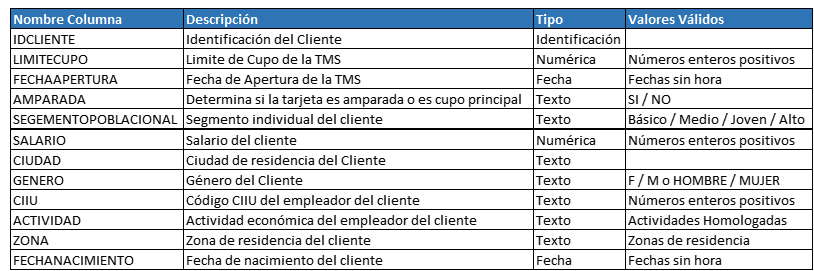 Nombre Columna Descripción Tipo Valores Válidos
IDCLIENTE Identificación del Cliente Identificación
LIMITECUPO Limite de Cupo de la TMS Numérica Números enteros positivos
FECHAAPERTURA Fecha de Apertura de la TMS Fecha Fechas sin hora
AMPARADA Determina si la tarjeta es amparada o es cupo principal Texto SI / NO
SEGEMENTOPOBLACIONAL Segmento individual del cliente Texto Básico / Medio / Joven / Alto
SALARIO Salario del cliente Numérica Números enteros positivos
CIUDAD Ciudad de residencia del Cliente Texto
GENERO Género del Cliente Texto F / M o HOMBRE / MUJER
CIIU Código CIIU del empleador del cliente Texto Números enteros positivos
ACTIVIDAD Actividad económica del empleador del cliente Texto Actividades Homologadas
ZONA Zona de residencia del cliente Texto Zonas de residencia
FECHANACIMIENTO Fecha de nacimiento del cliente Fecha Fechas sin hora